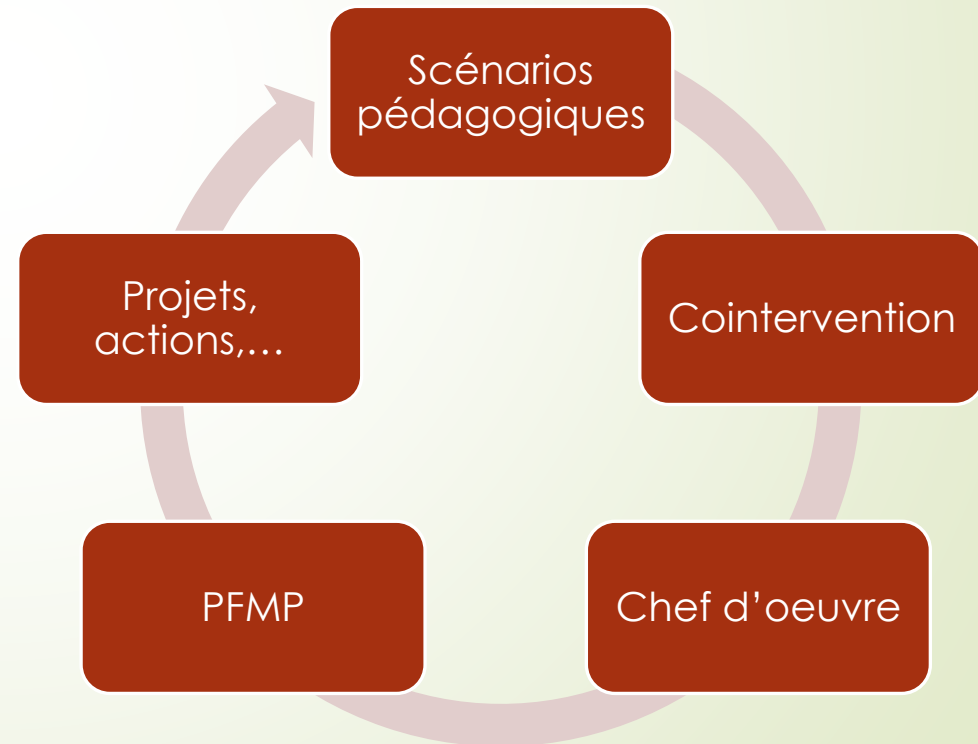 Scénarios
pédagogiques
Cointervention
Chef d’oeuvre
PFMP
Projets,
actions,…